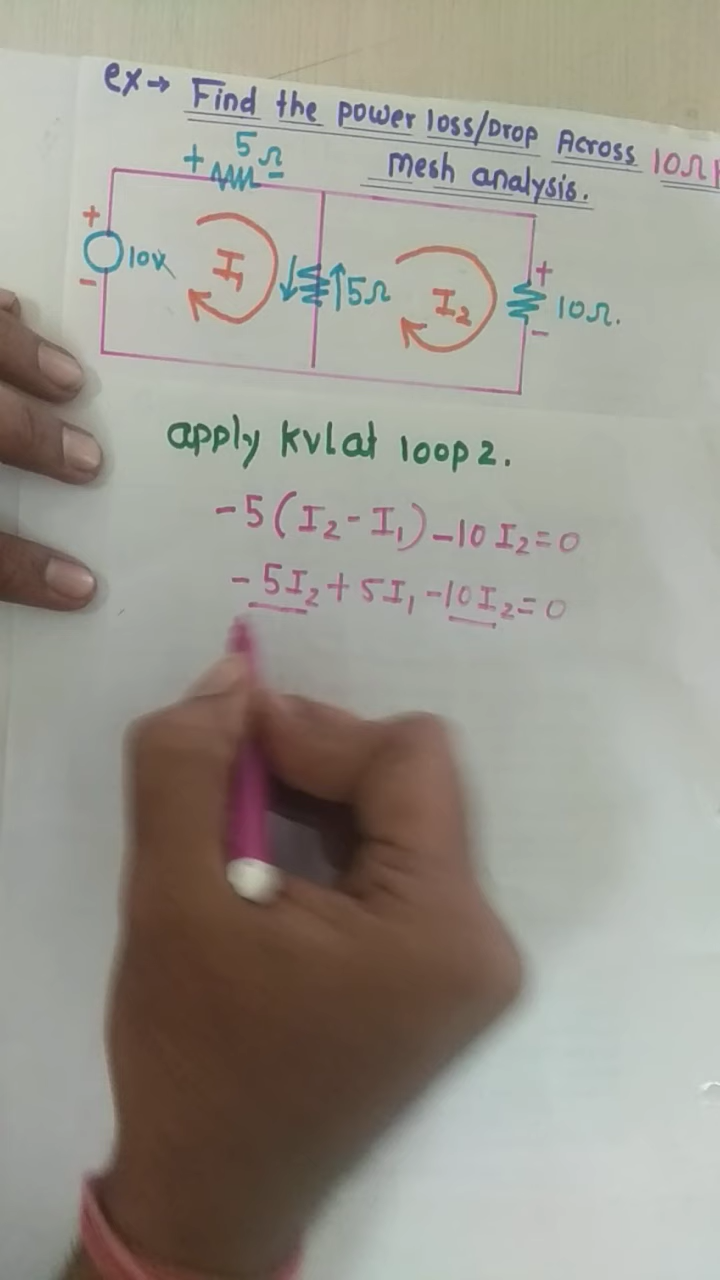 ex→ Find the power loss/Drop Across 10Ω
mesh analysis.
+ 5Ω
+
10V
-
I₁
5Ω
I₂
+
10Ω.
-
apply kvl at loop 2.
-5(I₂-I₁)-10I₂=0
-5I₂+5I₁-10I₂=0